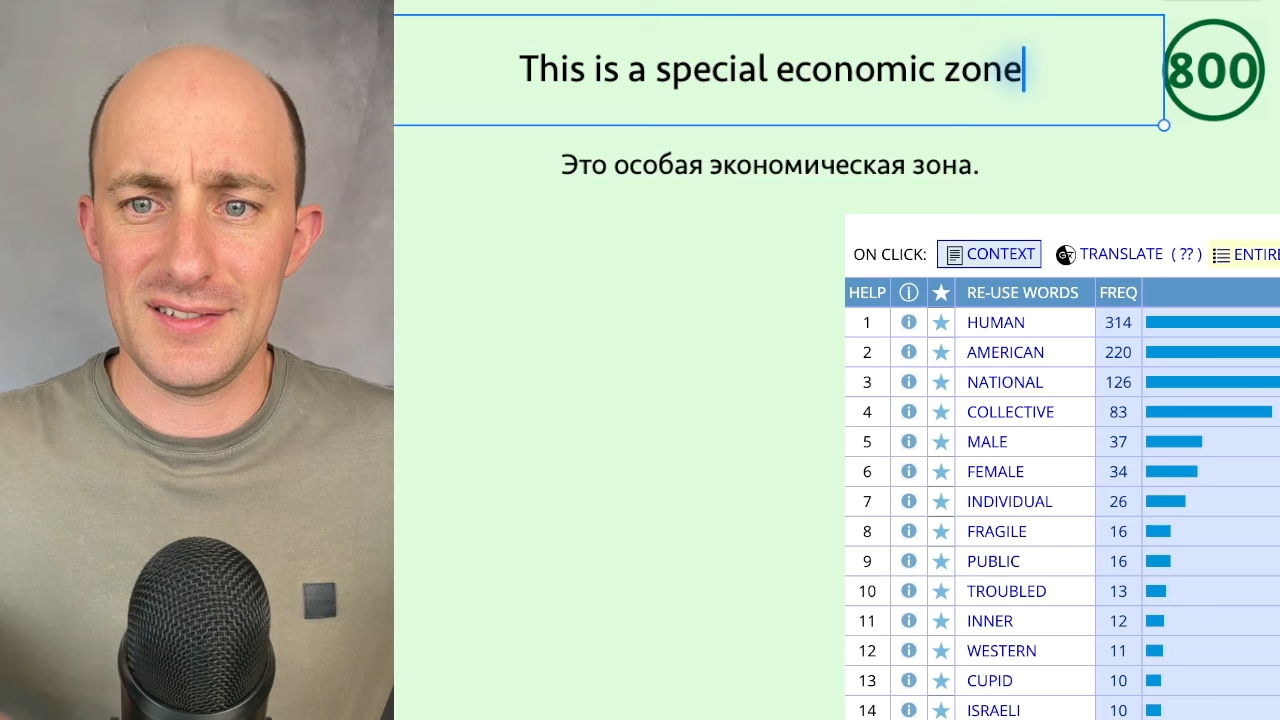 This is a special economic zone
800
Это особая экономическая зона.
ON CLICK: CONTEXT TRANSLATE ( ?? )
HELP RE-USE WORDS FREQ
1 HUMAN 314
2 AMERICAN 220
3 NATIONAL 126
4 COLLECTIVE 83
5 MALE 37
6 FEMALE 34
7 INDIVIDUAL 26
8 FRAGILE 16
9 PUBLIC 16
10 TROUBLED 13
11 INNER 12
12 WESTERN 11
13 CUPID 10
14 ISRAELI 10